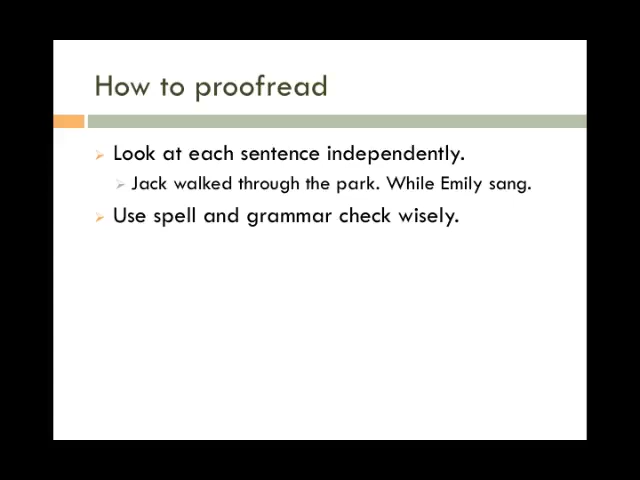 How to proofread
Look at each sentence independently.
Jack walked through the park. While Emily sang.
Use spell and grammar check wisely.